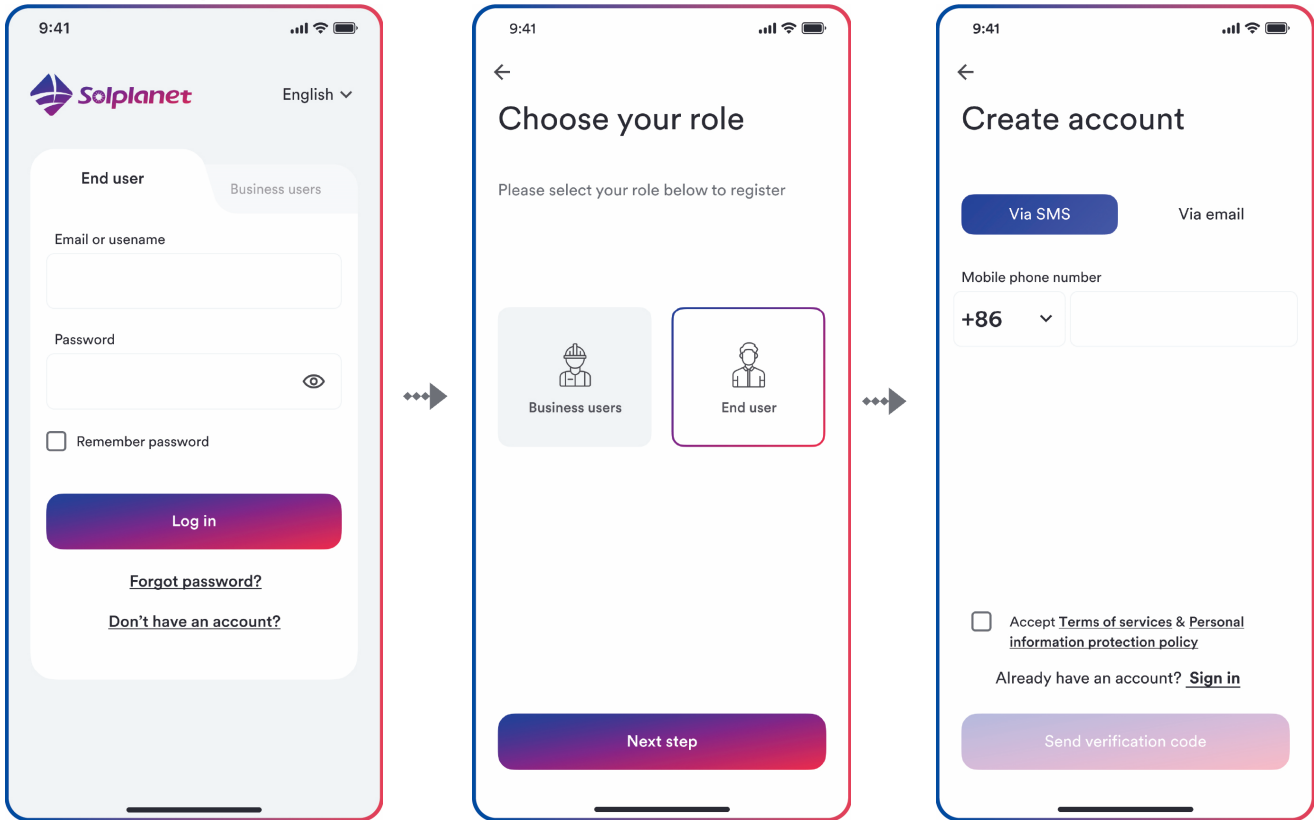 9:41
Solplanet
English
End user
Business users
Email or usename
Password
Remember password
Log in
Forgot password?
Don't have an account?
9:41
Choose your role
Please select your role below to register
Business users
End user
Next step
9:41
Create account
Via SMS
Via email
Mobile phone number
+86
Accept Terms of services & Personal
information protection policy
Already have an account? Sign in
Send verification code